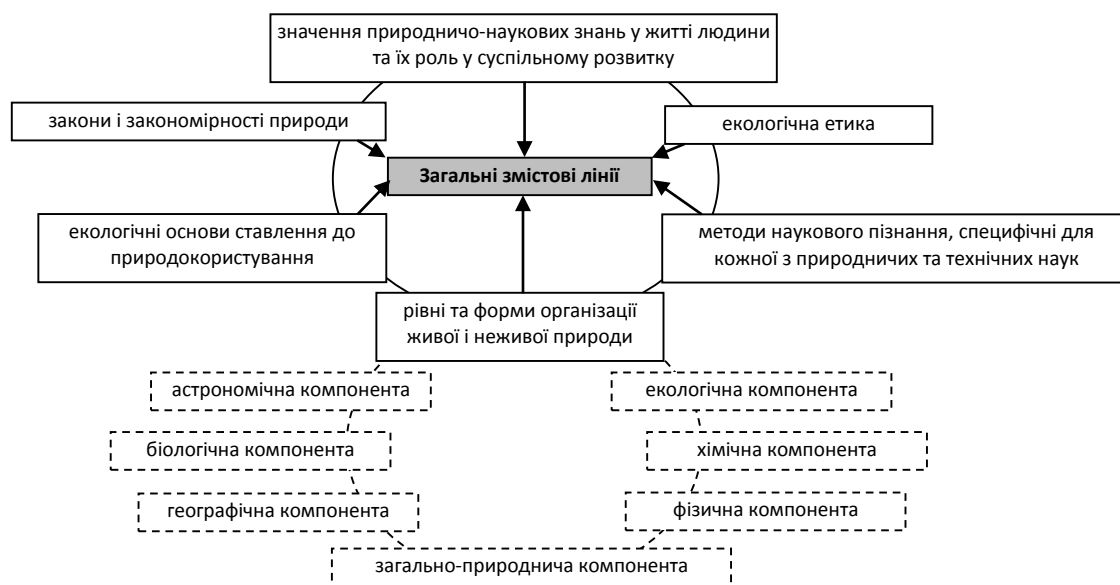 значення природничо-наукових знань у житті людини
та їх роль у суспільному розвитку
закони і закономірності природи
екологічна етика
Загальні змістові лінії
екологічні основи ставлення до
природокористування
методи наукового пізнання, специфічні для
кожної з природничих та технічних наук
рівні та форми організації
живої і неживої природи
астрономічна компонента
екологічна компонента
біологічна компонента
хімічна компонента
географічна компонента
фізична компонента
загально-природнича компонента